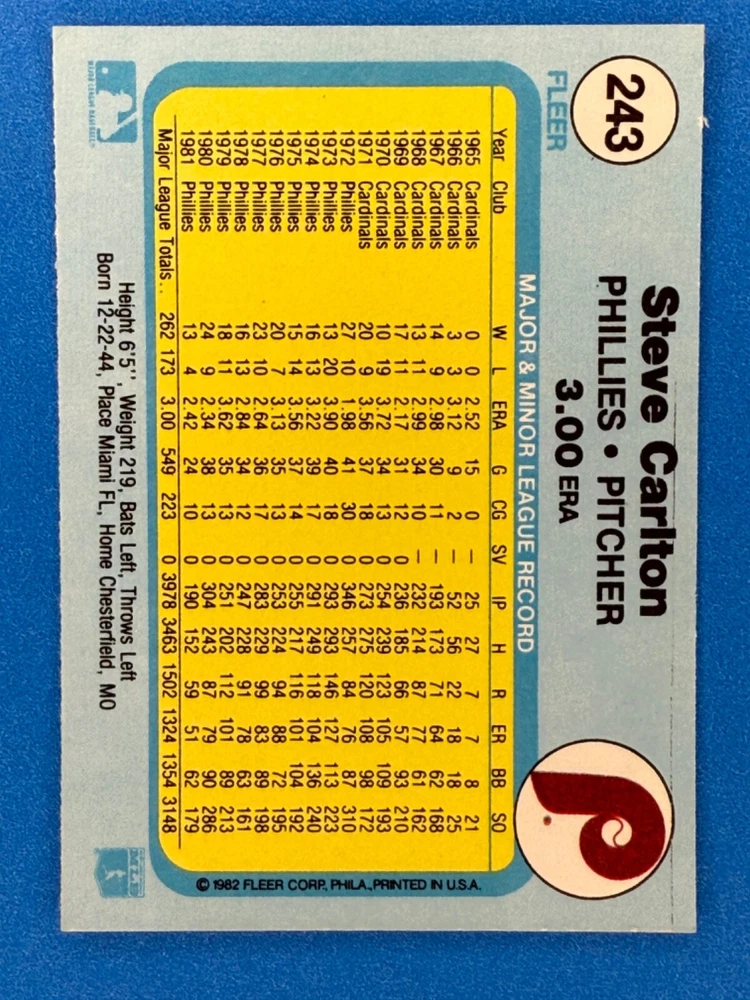 243
FLEER
Steve Carlton
PHILLIES • PITCHER
3.00 ERA
MAJOR & MINOR LEAGUE RECORD
Year Club W L ERA G CG SV IP H R ER BB SO
1965 Cardinals 0 0 2.52 15 0 — 25 27 7 7 8 21
1966 Cardinals 3 3 3.12 9 2 — 52 56 22 18 18 25
1967 Cardinals 14 9 2.98 30 11 — 193 173 71 64 62 168
1968 Cardinals 13 11 2.99 34 10 — 232 214 87 77 61 162
1969 Cardinals 17 11 2.17 31 12 0 236 185 66 57 93 210
1970 Cardinals 10 19 3.72 34 13 0 254 239 123 105 109 193
1971 Cardinals 20 9 3.56 37 18 0 273 275 120 108 98 172
1972 Phillies 27 10 1.98 41 30 0 346 257 84 76 87 310
1973 Phillies 13 20 3.90 40 18 0 293 293 146 127 113 223
1974 Phillies 16 13 3.22 39 17 0 291 249 118 104 136 240
1975 Phillies 15 14 3.56 37 14 0 255 217 116 101 104 192
1976 Phillies 20 7 3.13 35 13 0 253 224 94 88 72 195
1977 Phillies 23 10 2.64 36 17 0 283 229 99 83 89 198
1978 Phillies 16 13 2.84 34 12 0 247 228 91 78 63 161
1979 Phillies 18 11 3.62 35 13 0 251 202 112 101 89 213
1980 Phillies 24 9 2.34 38 13 0 304 243 87 79 90 286
1981 Phillies 13 4 2.42 24 10 0 190 152 59 51 62 179
Major League Totals.. 262 173 3.00 549 223 0 3978 3463 1502 1324 1354 3148
© 1982 FLEER CORP., PHILA., PRINTED IN U.S.A.
Height 6'5'', Weight 219, Bats Left, Throws Left
Born 12-22-44, Place Miami FL, Home Chesterfield, MO
MAJOR LEAGUE BASEBALL